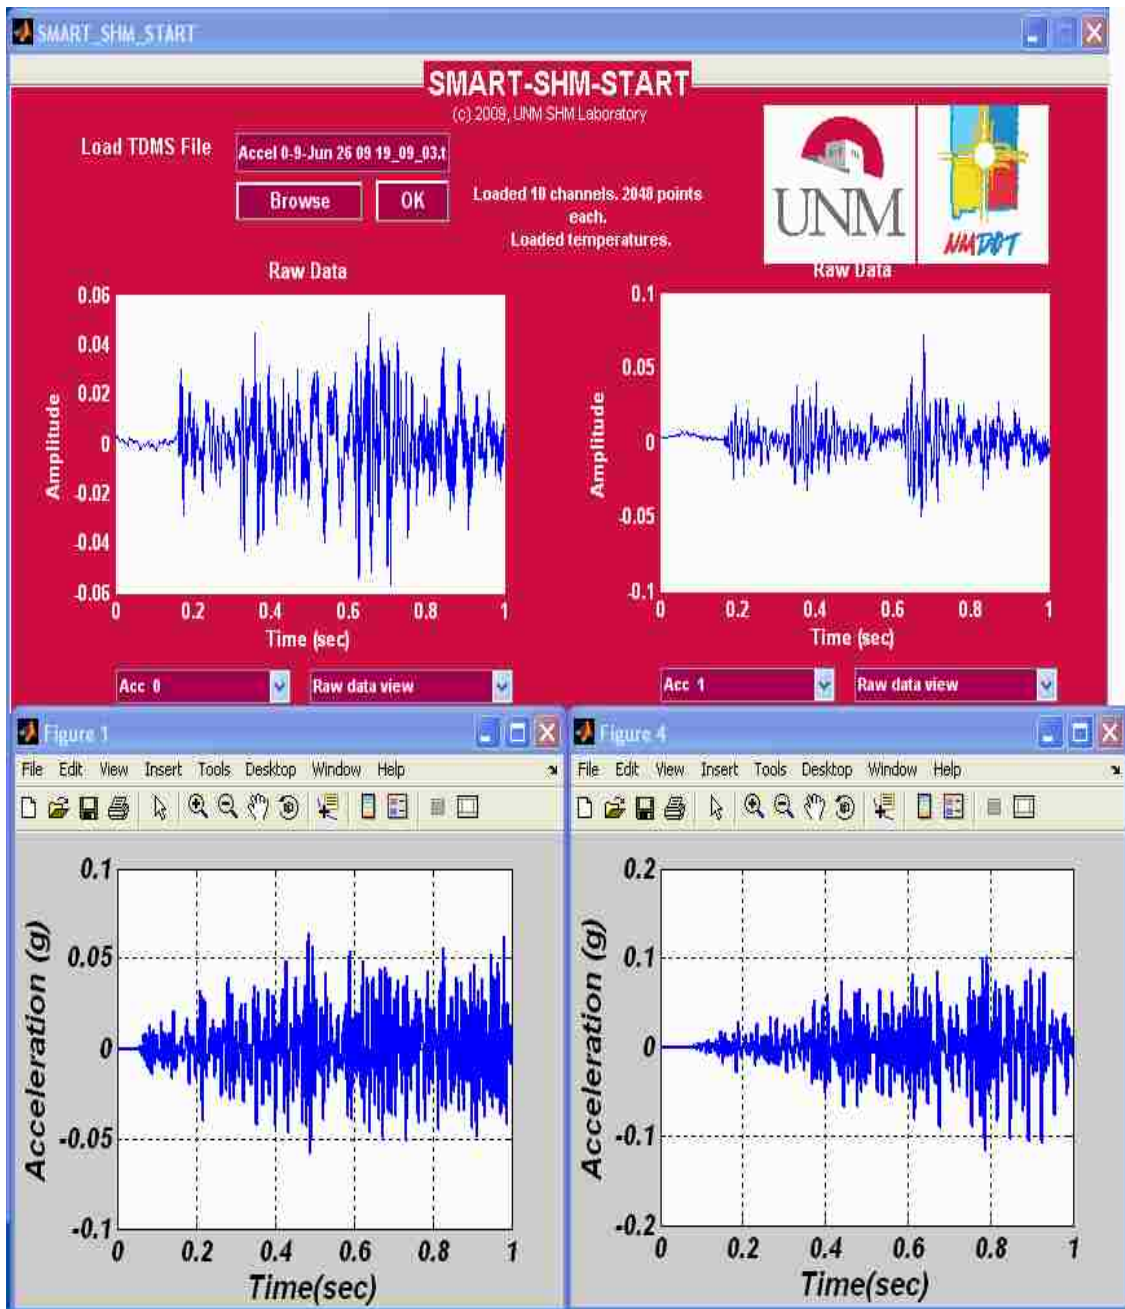 SMART_SHM_START
SMART-SHM-START
(c) 2009, UNM SHM Laboratory
Load TDMS File
Accel 0-9-Jun 26 09 19_09_03.t
Browse
OK
Loaded 10 channels. 2048 points
each.
Loaded temperatures.
UNM
NMDOT
Raw Data
0.06
0.04
0.02
0
-0.02
-0.04
-0.06
Amplitude
0 0.2 0.4 0.6 0.8 1
Time (sec)
Raw Data
0.1
0.05
0
-0.05
-0.1
Amplitude
0 0.2 0.4 0.6 0.8 1
Time (sec)
Acc 0
Raw data view
Acc 1
Raw data view
Figure 1
File Edit View Insert Tools Desktop Window Help
0.1
0.05
0
-0.05
-0.1
Acceleration (g)
0 0.2 0.4 0.6 0.8 1
Time(sec)
Figure 4
File Edit View Insert Tools Desktop Window Help
0.2
0.1
0
-0.1
-0.2
Acceleration (g)
0 0.2 0.4 0.6 0.8 1
Time(sec)